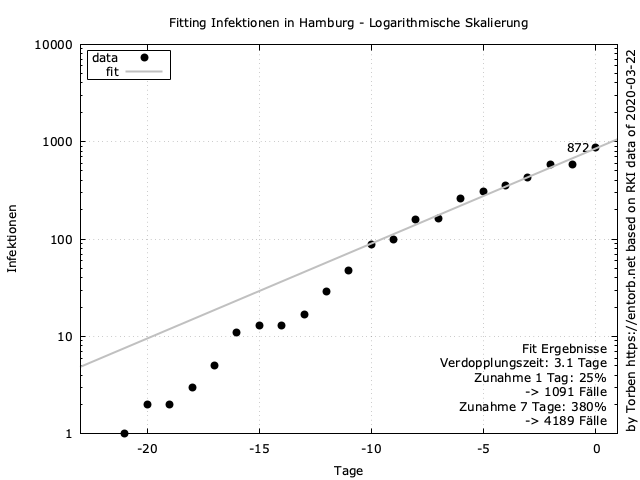 Fitting Infektionen in Hamburg - Logarithmische Skalierung
10000
1000
100
10
1
Infektionen
data
fit
872
Fit Ergebnisse
Verdopplungszeit: 3.1 Tage
Zunahme 1 Tag: 25%
-> 1091 Fälle
Zunahme 7 Tage: 380%
-> 4189 Fälle
-20 -15 -10 -5 0
Tage
by Torben https://entorb.net based on RKI data of 2020-03-22